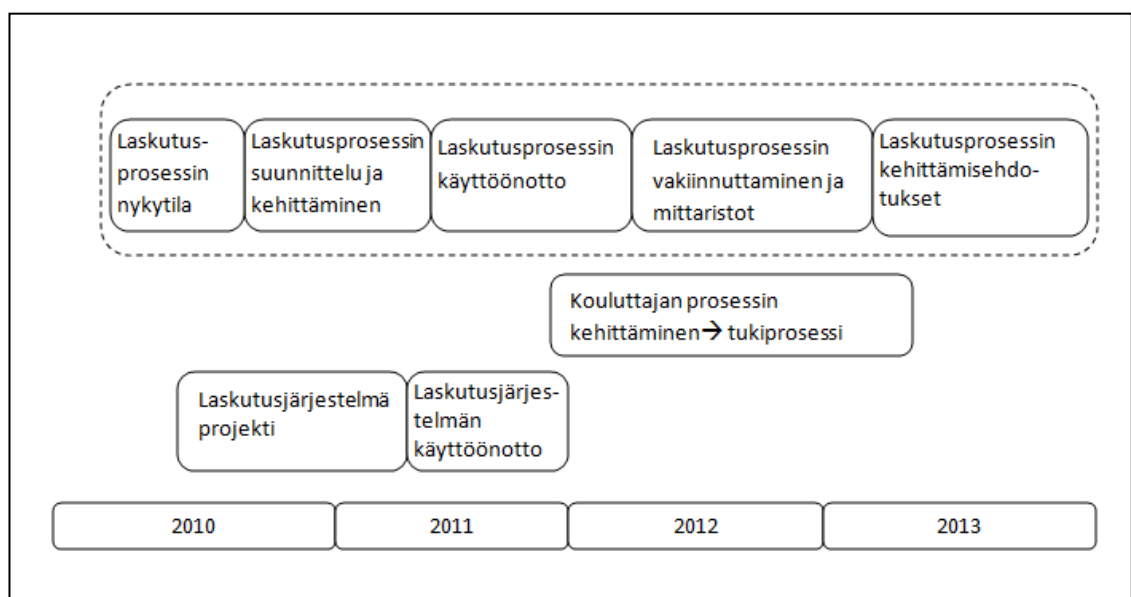 Laskutus-
prosessin
nykytila
Laskutusprosessin
suunnittelu ja
kehittäminen
Laskutusprosessin
käyttöönotto
Laskutusprosessin
vakiinnuttaminen ja
mittaristot
Laskutusprosessin
kehittämisehdo-
tukset
Kouluttajan prosessin
kehittäminen→ tukiprosessi
Laskutusjärjestelmä
projekti
Laskutusjärjes-
telmän
käyttöönotto
2010
2011
2012
2013